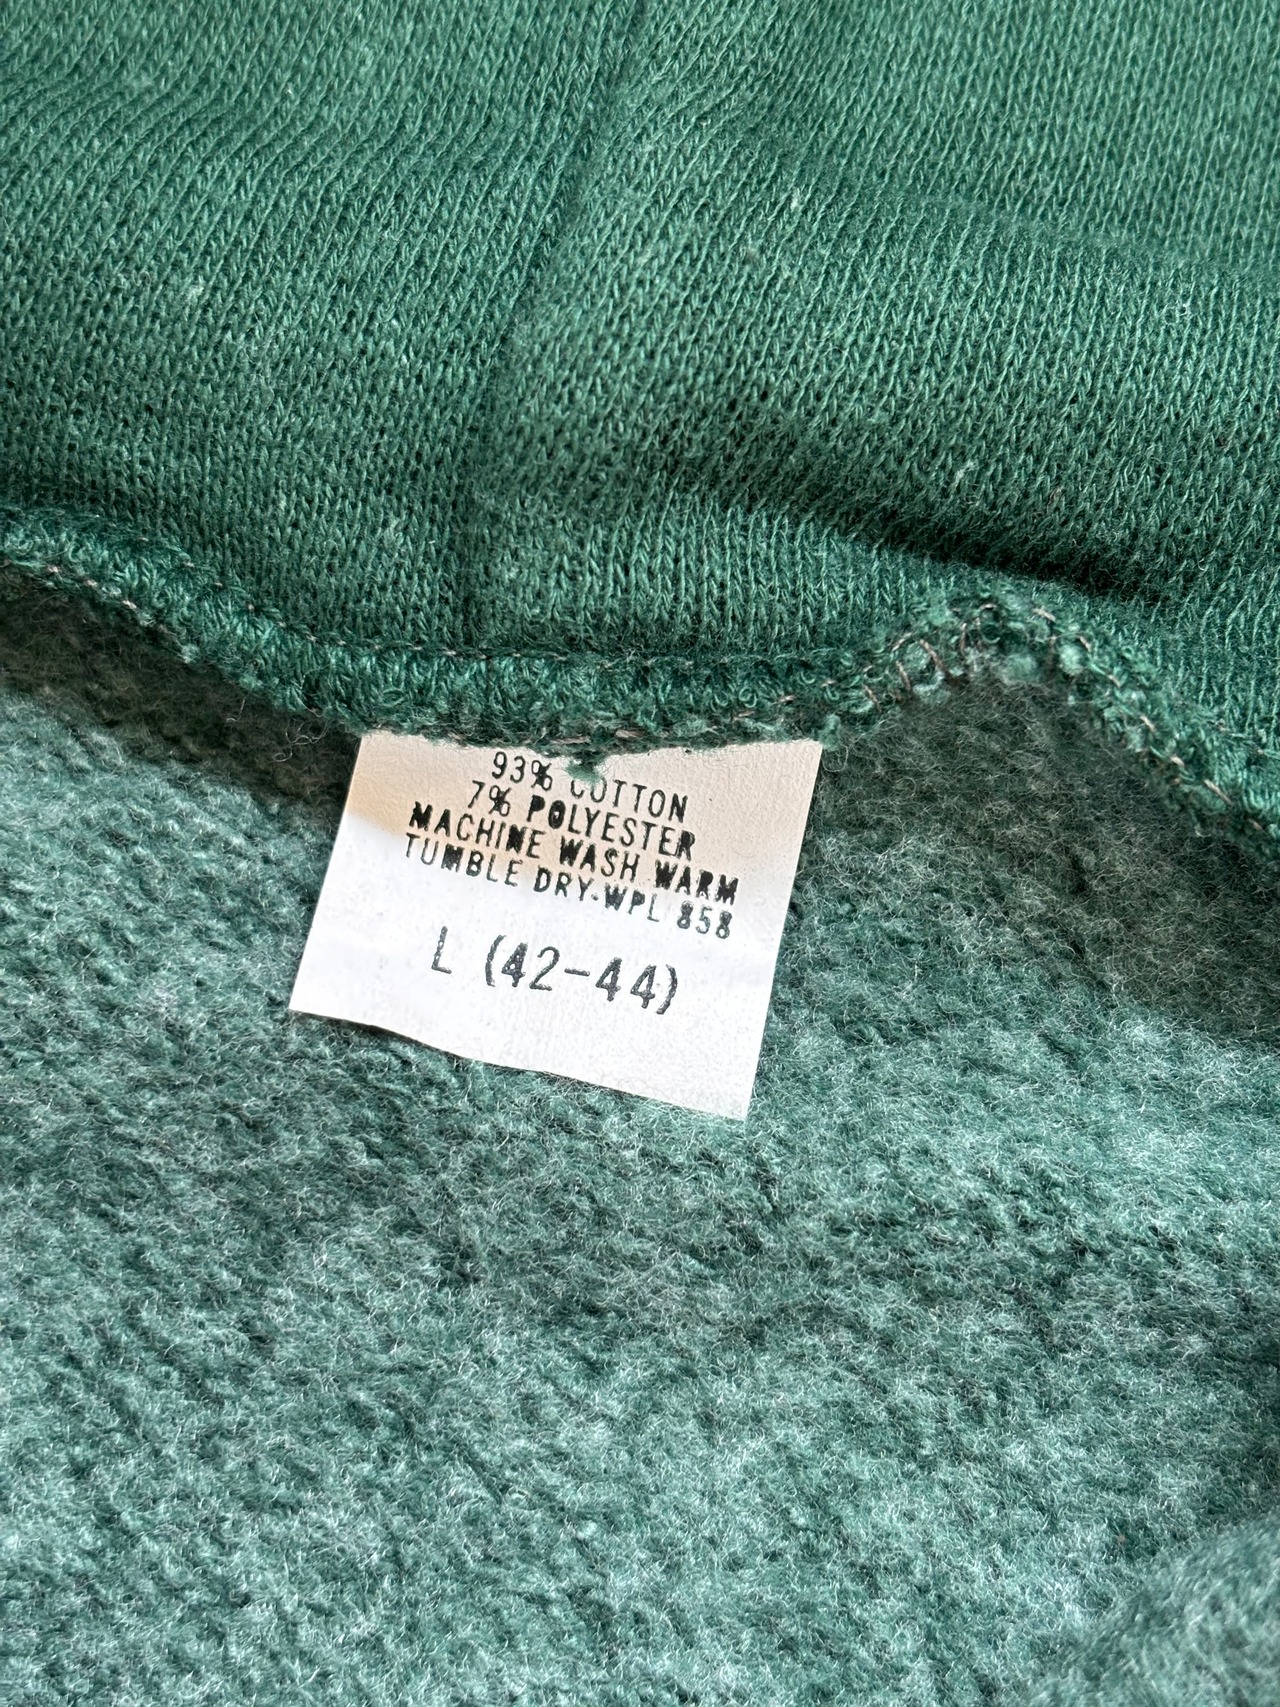 93% COTTON
7% POLYESTER
MACHINE WASH WARM
TUMBLE DRY-WPL 858
L (42-44)